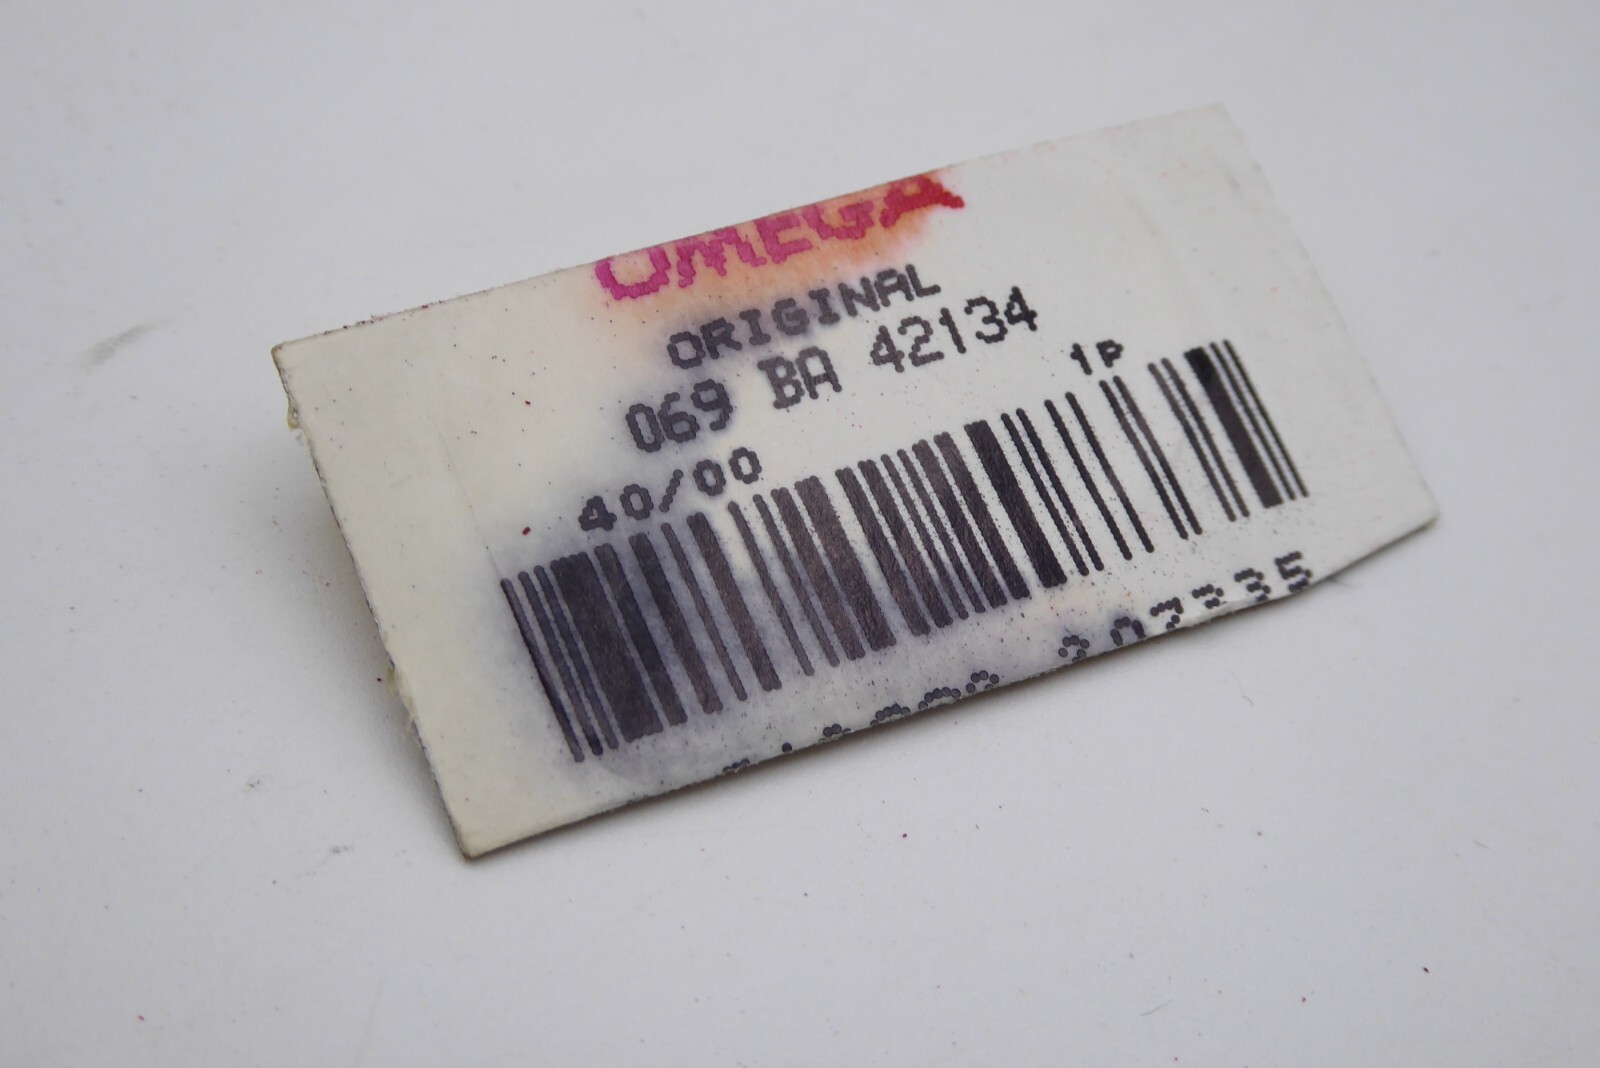 OMEGA
ORIGINAL
069 BA 42134
40/00 1P